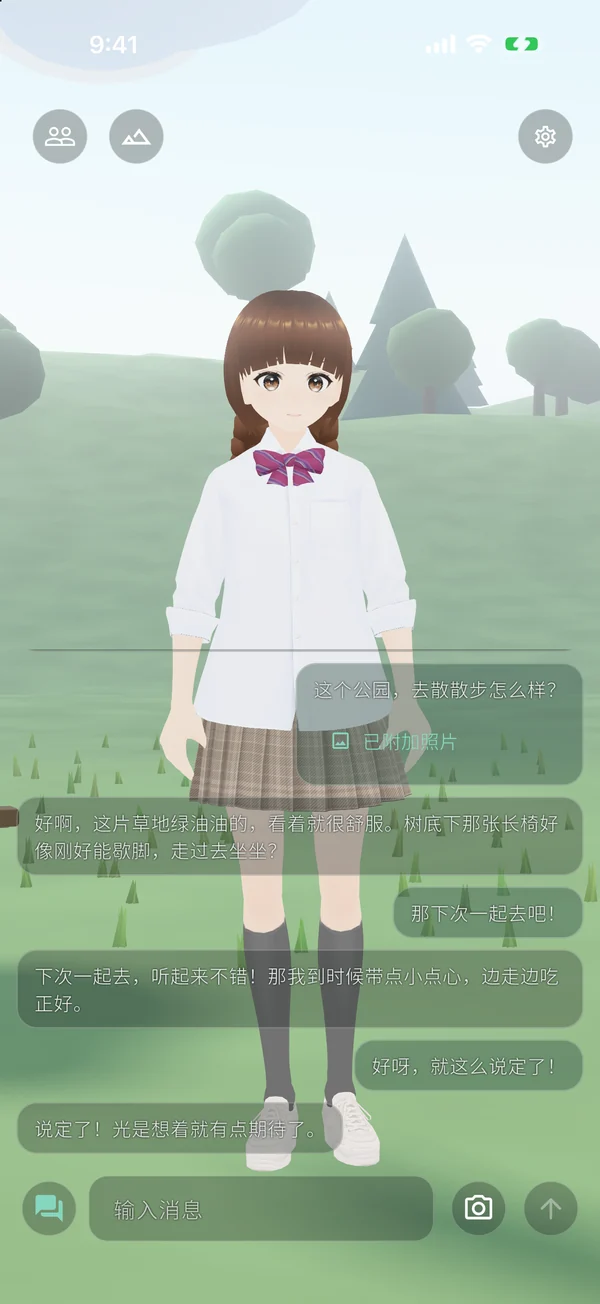 9:41
这个公园，去散散步怎么样？
已附加照片
好啊，这片草地绿油油的，看着就很舒服。树底下那张长椅好
像刚好能歇脚，走过去坐坐？
那下次一起去吧！
下次一起去，听起来不错！那我到时候带点小点心，边走边吃
正好。
好呀，就这么说定了！
说定了！光是想着就有点期待了。
输入消息